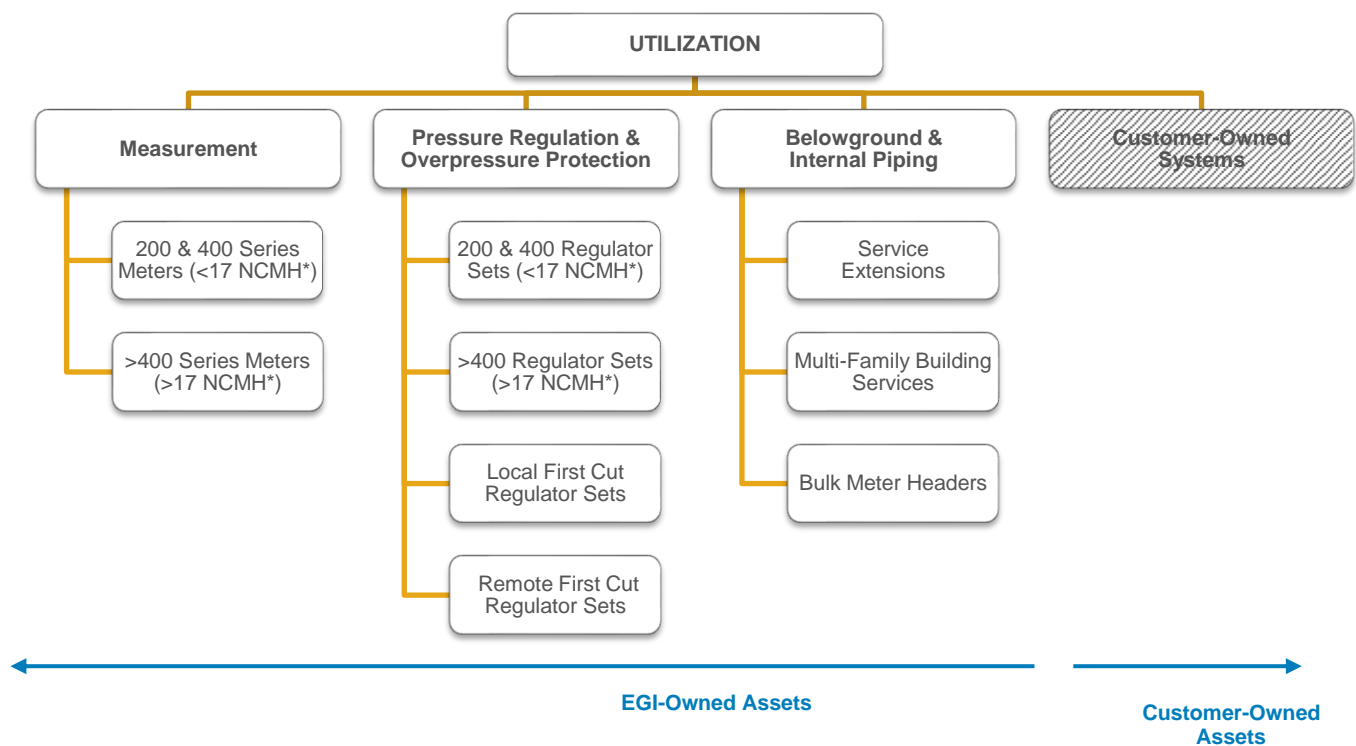 UTILIZATION
Measurement
Pressure Regulation &
Overpressure Protection
Belowground &
Internal Piping
Customer-Owned
Systems
200 & 400 Series
Meters (<17 NCMH*)
>400 Series Meters
(>17 NCMH*)
200 & 400 Regulator
Sets (<17 NCMH*)
>400 Regulator Sets
(>17 NCMH*)
Local First Cut
Regulator Sets
Remote First Cut
Regulator Sets
Service
Extensions
Multi-Family Building
Services
Bulk Meter Headers
EGI-Owned Assets
Customer-Owned
Assets